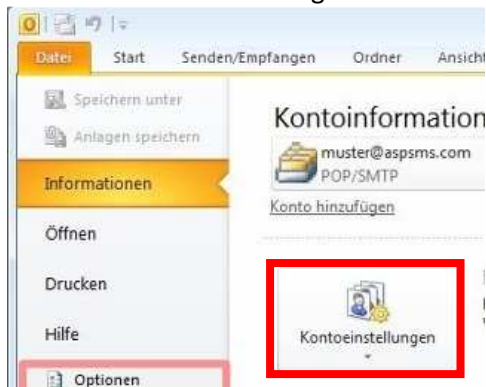 Datei Start Senden/Empfangen Ordner Ansicht
Speichern unter
Anlagen speichern
Informationen
Öffnen
Drucken
Hilfe
Optionen
Kontoinformation
muster@aspsms.com
POP/SMTP
Konto hinzufügen
Kontoeinstellungen